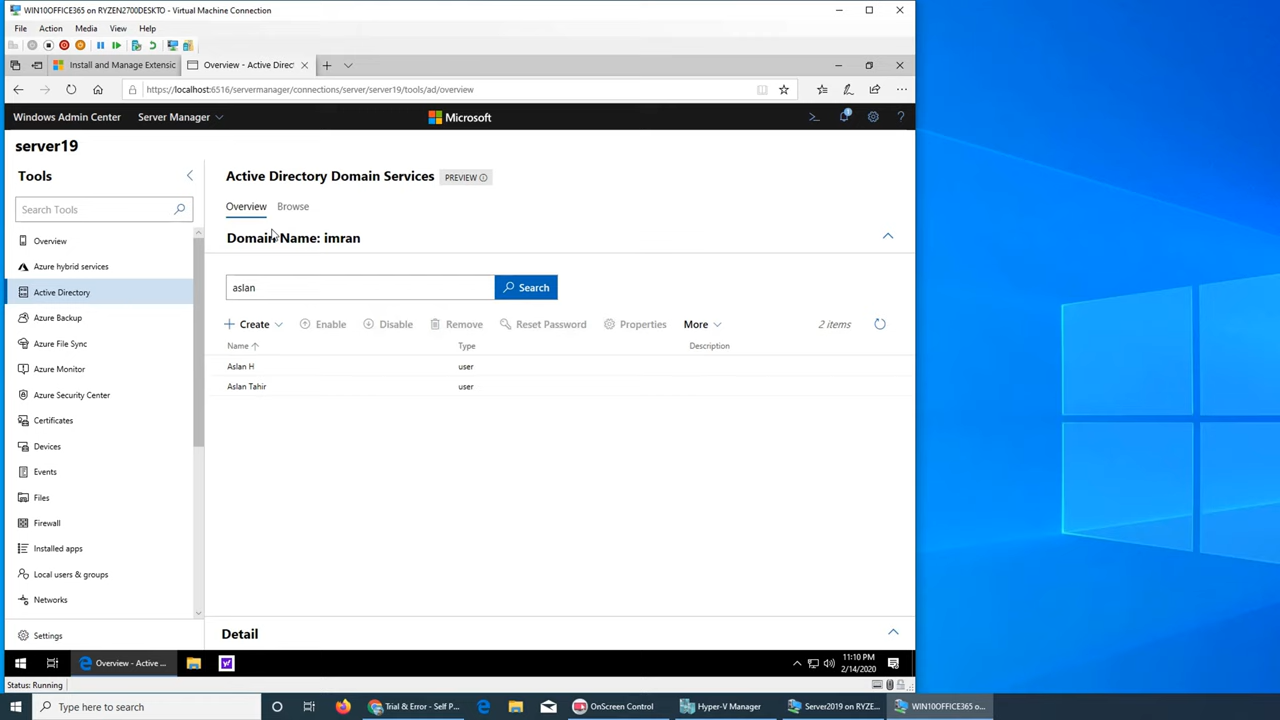 WIN10OFFICE365 on RYZEN2700DESKTO - Virtual Machine Connection
File Action Media View Help
Install and Manage Extensic
Overview - Active Direct
https://localhost:6516/servermanager/connections/server/server19/tools/ad/overview
Windows Admin Center Server Manager Microsoft
server19
Tools
Search Tools
Overview
Azure hybrid services
Active Directory
Azure Backup
Azure File Sync
Azure Monitor
Azure Security Center
Certificates
Devices
Events
Files
Firewall
Installed apps
Local users & groups
Networks
Settings
Active Directory Domain Services PREVIEW
Overview Browse
Domain Name: imran
aslan Search
Create Enable Disable Remove Reset Password Properties More 2 items
Name Type Description
Aslan H user
Aslan Tahir user
Detail
Overview - Active ...
11:10 PM
2/14/2020
Status: Running
Type here to search
Trial & Error - Self P...
OnScreen Control
Hyper-V Manager
Server2019 on RYZE...
WIN10OFFICE365 o...